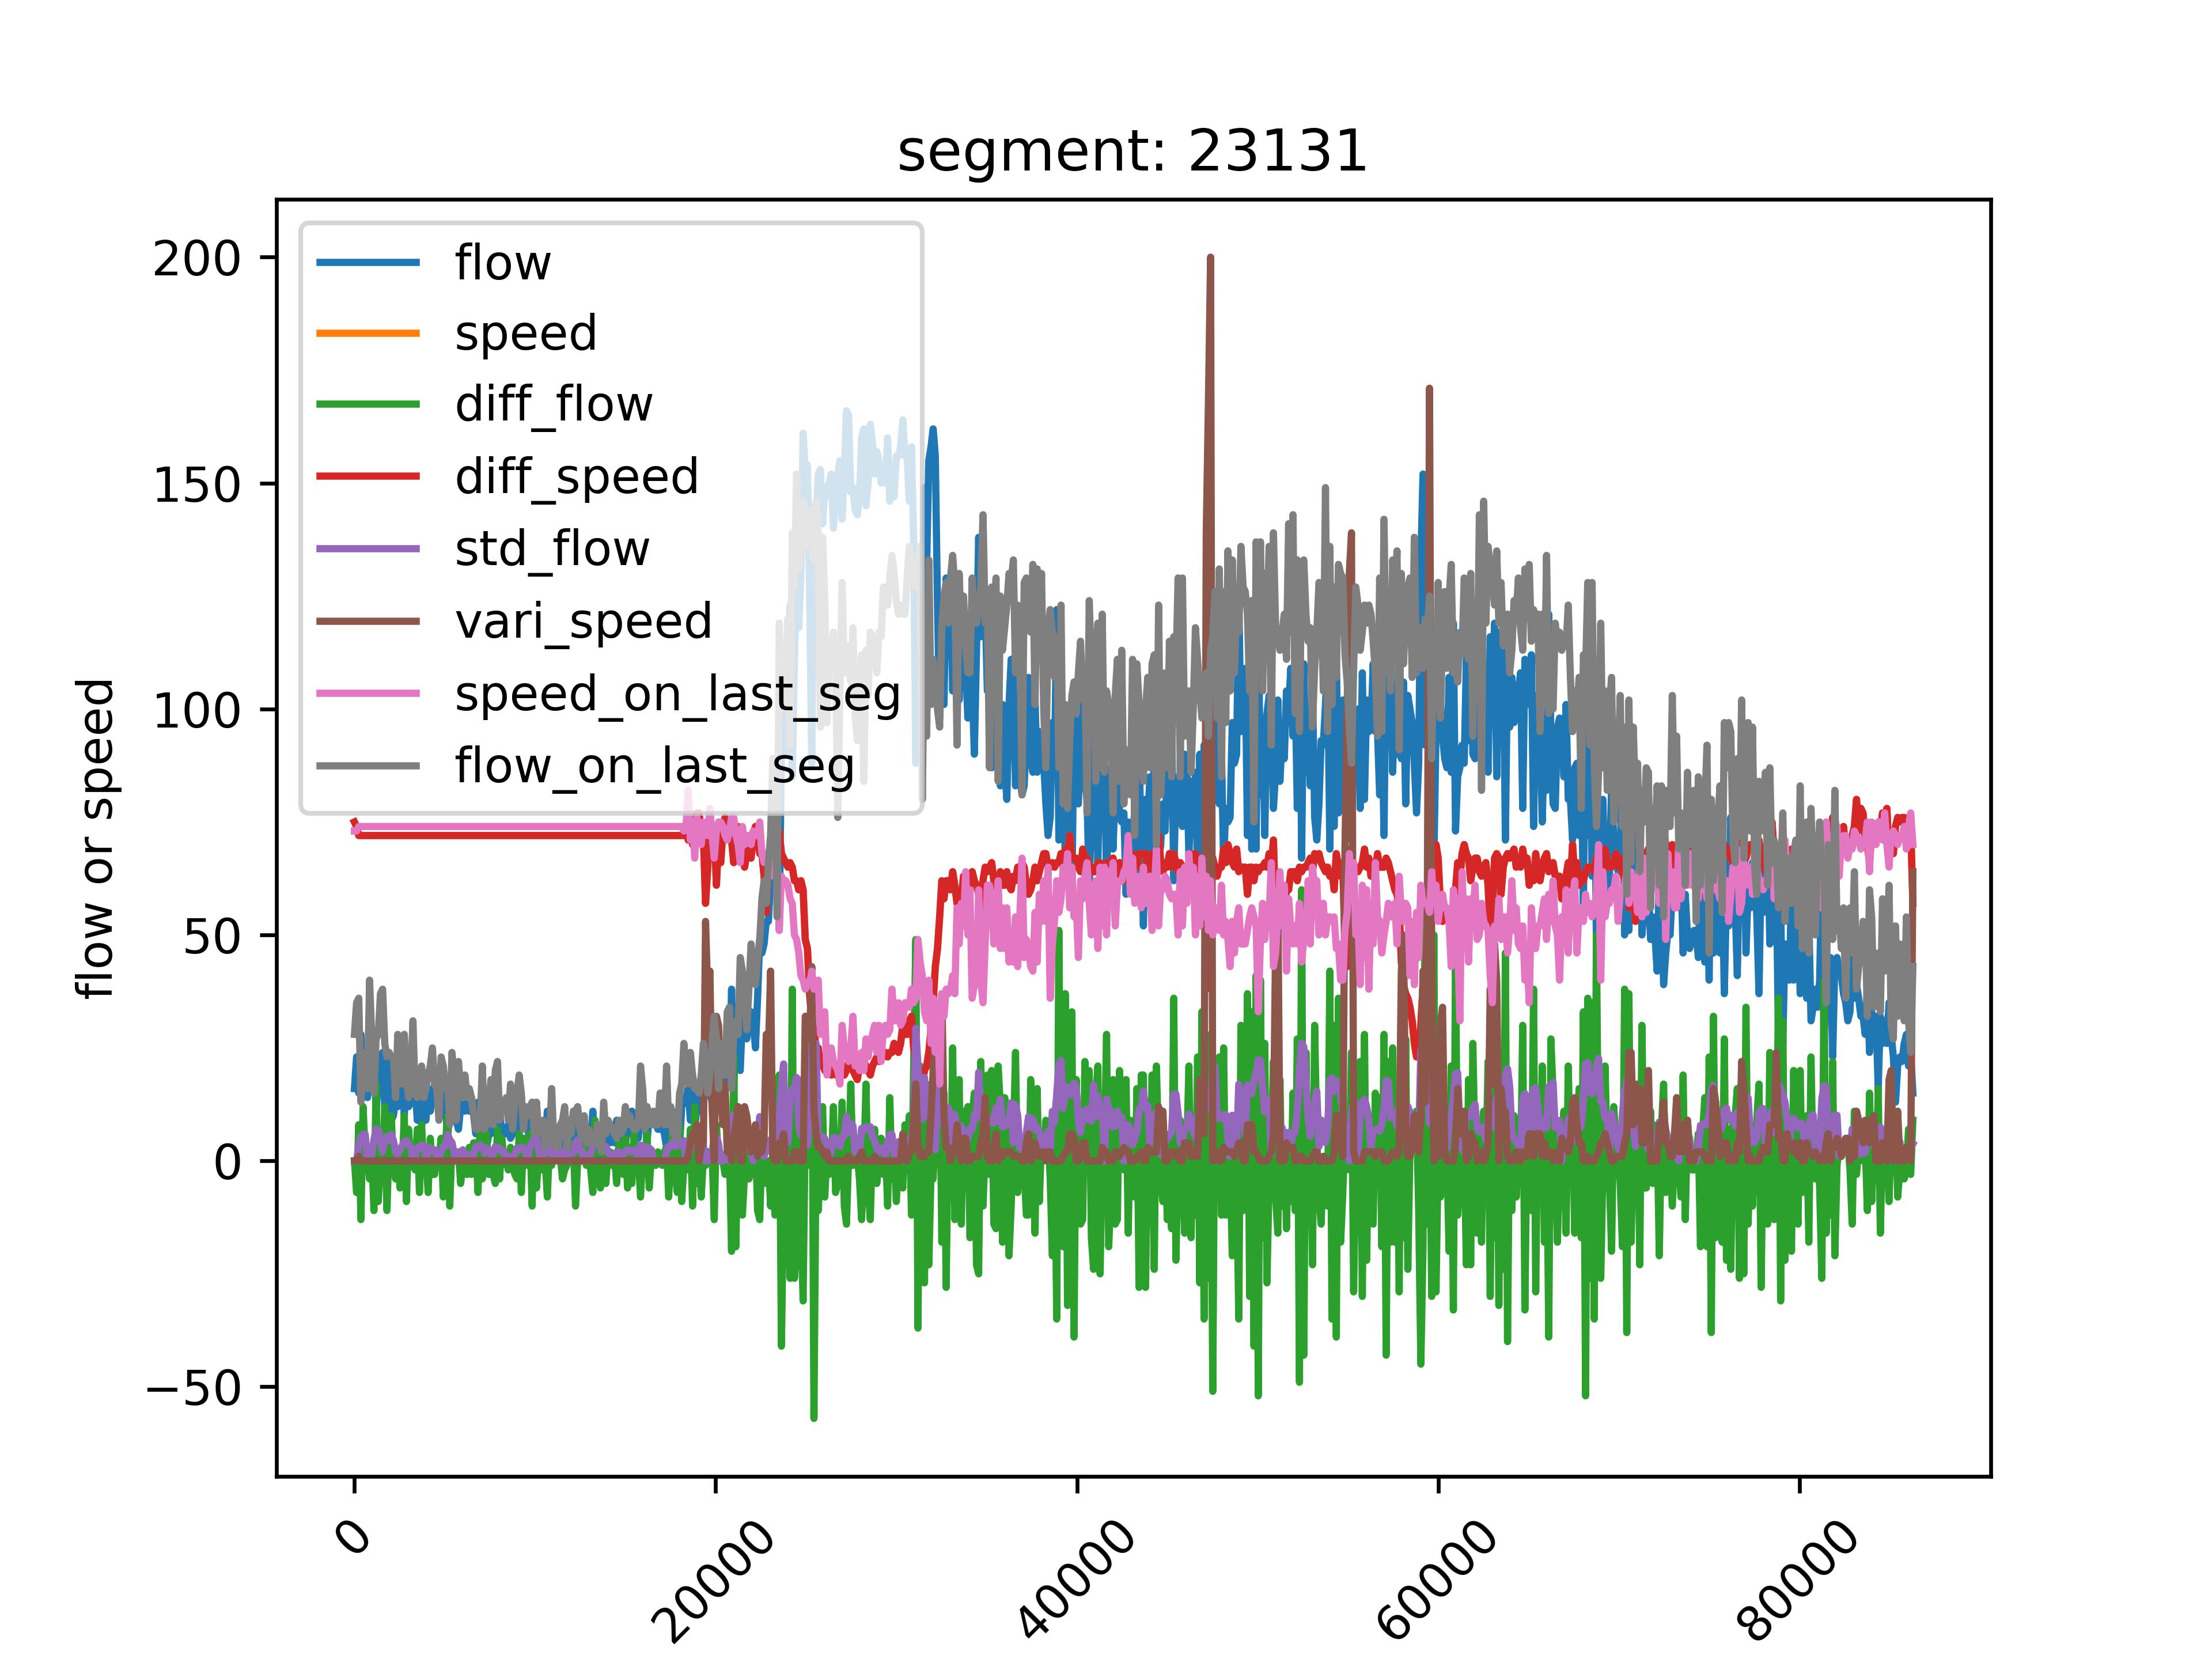 segment: 23131
flow or speed
200
150
100
50
0
−50
flow
speed
diff_flow
diff_speed
std_flow
vari_speed
speed_on_last_seg
flow_on_last_seg
0
20000
40000
60000
80000